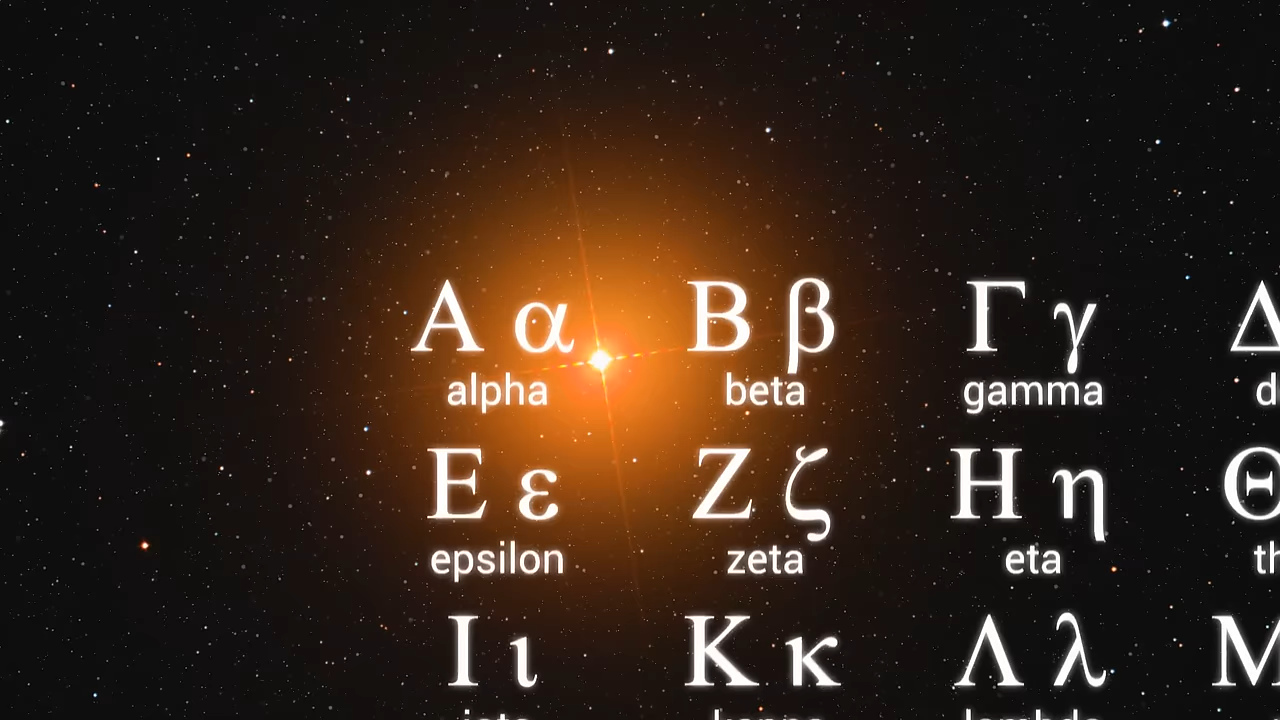 Α α Β β Γ γ Δ
alpha beta gamma
Ε ε Ζ ζ Η η Θ
epsilon zeta eta
Ι ι Κ κ Λ λ Μ